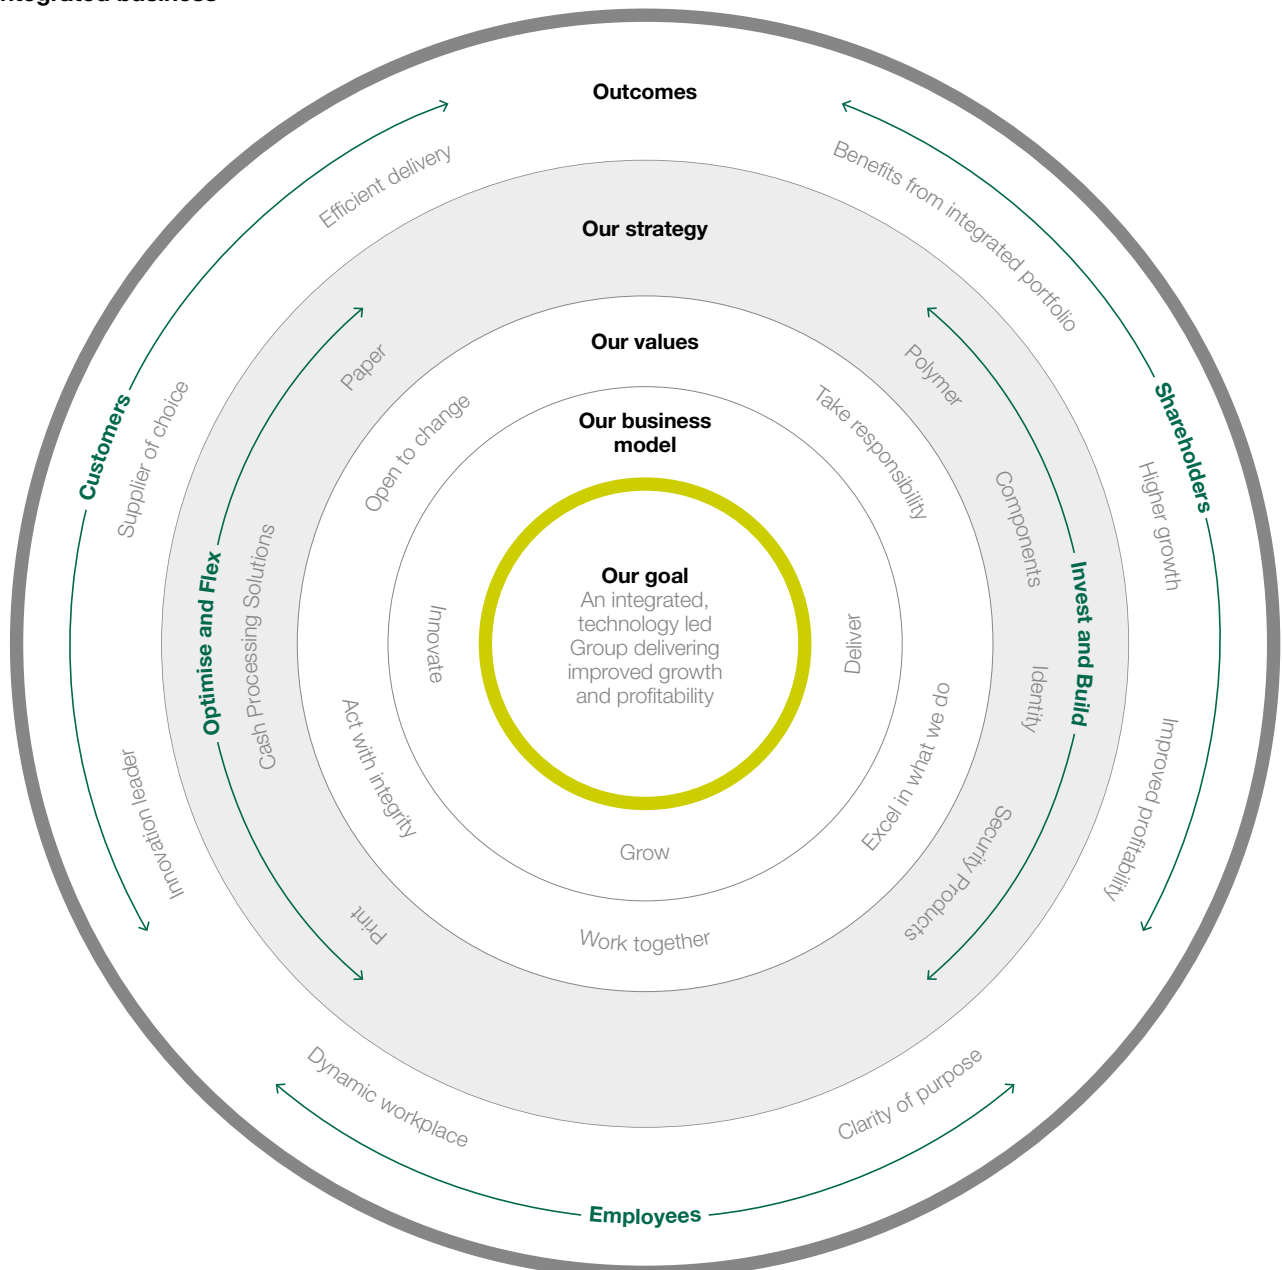 integrated business
Outcomes
Efficient delivery
Benefits from integrated portfolio
Our strategy
Our values
Paper
Polymer
Customers
Supplier of choice
Open to change
Take responsibility
Shareholders
Higher growth
Our business
model
Components
Optimise and Flex
Cash Processing Solutions
Innovate
Our goal
An integrated,
technology led
Group delivering
improved growth
and profitability
Deliver
Invest and Build
Identity
Act with integrity
Excel in what we do
Innovation leader
Improved profitability
Grow
Security Products
Print
Work together
Dynamic workplace
Clarity of purpose
Employees